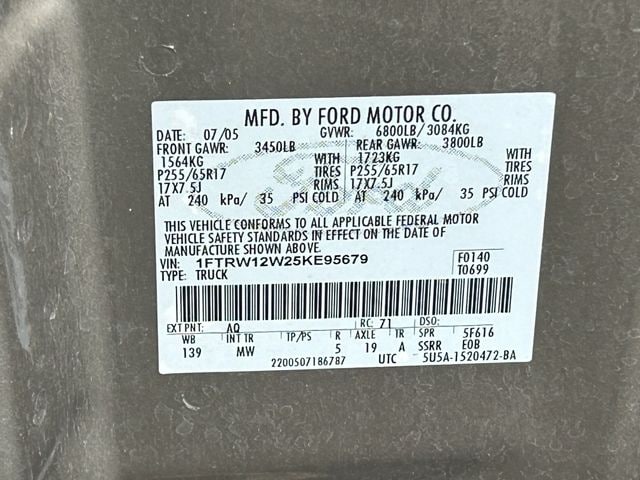 MFD. BY FORD MOTOR CO.
DATE: 07/05 GVWR: 6800LB/3084KG
FRONT GAWR: 3450LB REAR GAWR: 3800LB
1564KG WITH 1723KG WITH
P255/65R17 TIRES P255/65R17 TIRES
17X7.5J RIMS 17X7.5J RIMS
AT 240 kPa/ 35 PSI COLD AT 240 kPa/ 35 PSI COLD
THIS VEHICLE CONFORMS TO ALL APPLICABLE FEDERAL MOTOR
VEHICLE SAFETY STANDARDS IN EFFECT ON THE DATE OF
MANUFACTURE SHOWN ABOVE.
VIN: 1FTRW12W25KE95679 F0140
TYPE: TRUCK T0699
EXT PNT: AQ RC: 71 DSO:
WB INT TR TP/PS R AXLE TR SPR 5F616
139 MW 5 19 A SSRR EOB
2200507186787 UTC 5U5A-1520472-BA
Ford